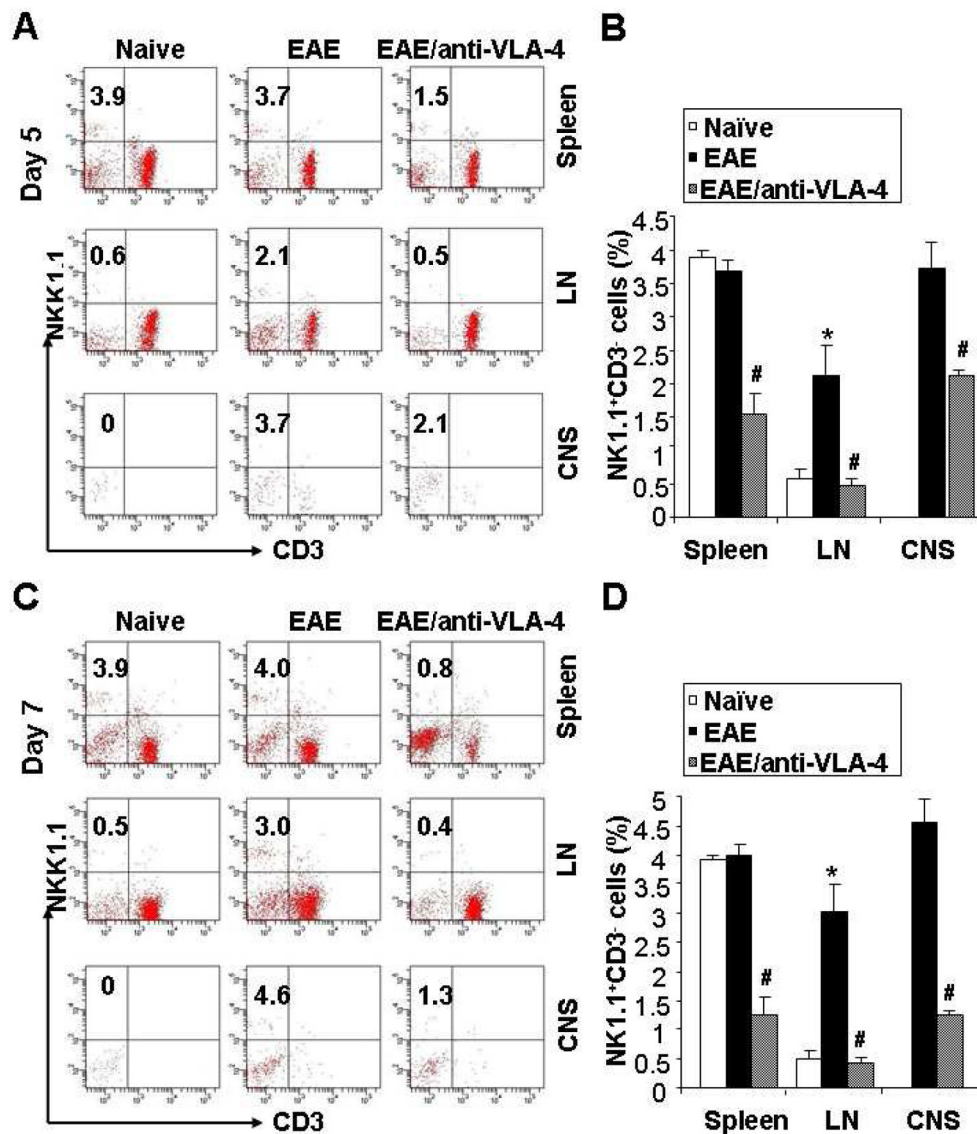 A
Naive EAE EAE/anti-VLA-4
Day 5
3.9 3.7 1.5
Spleen
0.6 2.1 0.5
LN
0 3.7 2.1
CNS
NKK1.1
CD3
B
Naïve
EAE
EAE/anti-VLA-4
NK1.1+CD3- cells (%)
4.5
4
3.5
3
2.5
2
1.5
1
0.5
0
# * # #
Spleen LN CNS
C
Naive EAE EAE/anti-VLA-4
Day 7
3.9 4.0 0.8
Spleen
0.5 3.0 0.4
LN
0 4.6 1.3
CNS
NKK1.1
CD3
D
Naïve
EAE
EAE/anti-VLA-4
NK1.1+CD3- cells (%)
5
4.5
4
3.5
3
2.5
2
1.5
1
0.5
0
# * # #
Spleen LN CNS